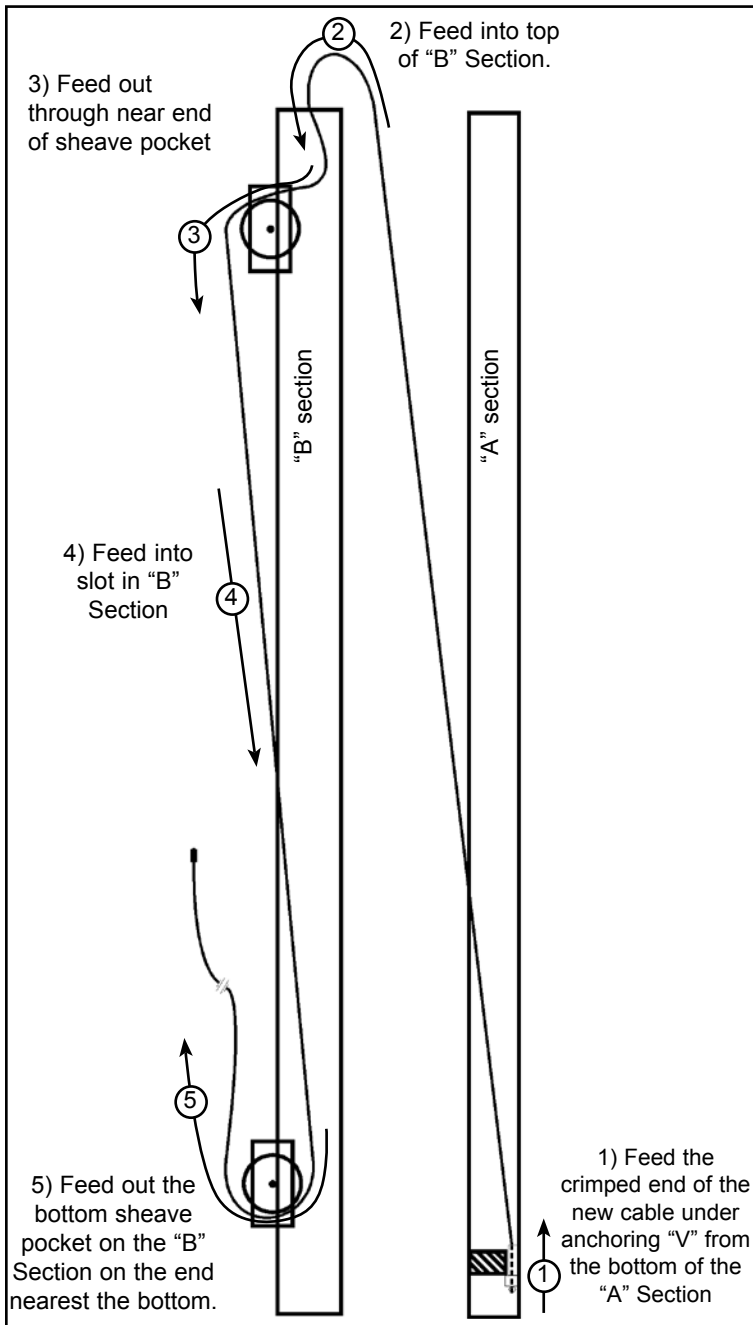 2) Feed into top
of “B” Section.
2
3) Feed out
through near end
of sheave pocket
3
“B” section
“A” section
4) Feed into
slot in “B”
Section
4
5
5) Feed out the
bottom sheave
pocket on the “B”
Section on the end
nearest the bottom.
1) Feed the
crimped end of the
new cable under
anchoring “V” from
the bottom of the
“A” Section
1